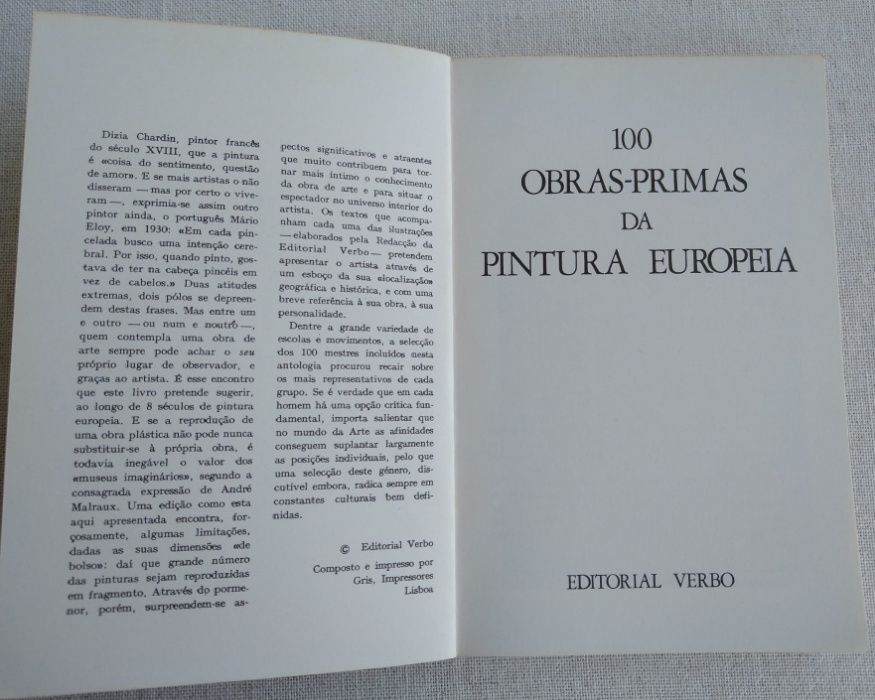 Dizia Chardin, pintor francês
do século XVIII, que a pintura
é «coisa do sentimento, questão
de amor». E se mais artistas o não
disseram — mas por certo o vive-
ram —, exprimia-se assim outro
pintor ainda, o português Mário
Eloy, em 1930: «Em cada pin-
celada busco uma intenção cere-
bral. Por isso, quando pinto, gos-
tava de ter na cabeça pincéis em
vez de cabelos.» Duas atitudes
extremas, dois pólos se depreen-
dem destas frases. Mas entre um
e outro — ou num e noutro —,
quem contempla uma obra de
arte sempre pode achar o seu
próprio lugar de observador, e
graças ao artista. É esse encontro
que este livro pretende sugerir,
ao longo de 8 séculos de pintura
europeia. E se a reprodução de
uma obra plástica não pode nunca
substituir-se à própria obra, é
todavia inegável o valor dos
«museus imaginários», segundo a
consagrada expressão de André
Malraux. Uma edição como esta
aqui apresentada encontra, for-
çosamente, algumas limitações,
dadas as suas dimensões «de
bolso»: daí que grande número
das pinturas sejam reproduzidas
em fragmento. Através do porme-
nor, porém, surpreendem-se as-
pectos significativos e atraentes
que muito contribuem para tor-
nar mais íntimo o conhecimento
da obra de arte e para situar o
espectador no universo interior do
artista. Os textos que acompa-
nham cada uma das ilustrações
— elaborados pela Redacção da
Editorial Verbo — pretendem
apresentar o artista através de
um esboço da sua «localização»
geográfica e histórica, e com uma
breve referência à sua obra, à sua
personalidade.
Dentre a grande variedade de
escolas e movimentos, a selecção
dos 100 mestres incluídos nesta
antologia procurou recair sobre
os mais representativos de cada
grupo. Se é verdade que em cada
homem há uma opção crítica fun-
damental, importa salientar que
no mundo da Arte as afinidades
conseguem suplantar largamente
as posições individuais, pelo que
uma selecção deste género, dis-
cutível embora, radica sempre em
constantes culturais bem defi-
nidas.
© Editorial Verbo
Composto e impresso por
Gris, Impressores
Lisboa
100
OBRAS-PRIMAS
DA
PINTURA EUROPEIA
EDITORIAL VERBO